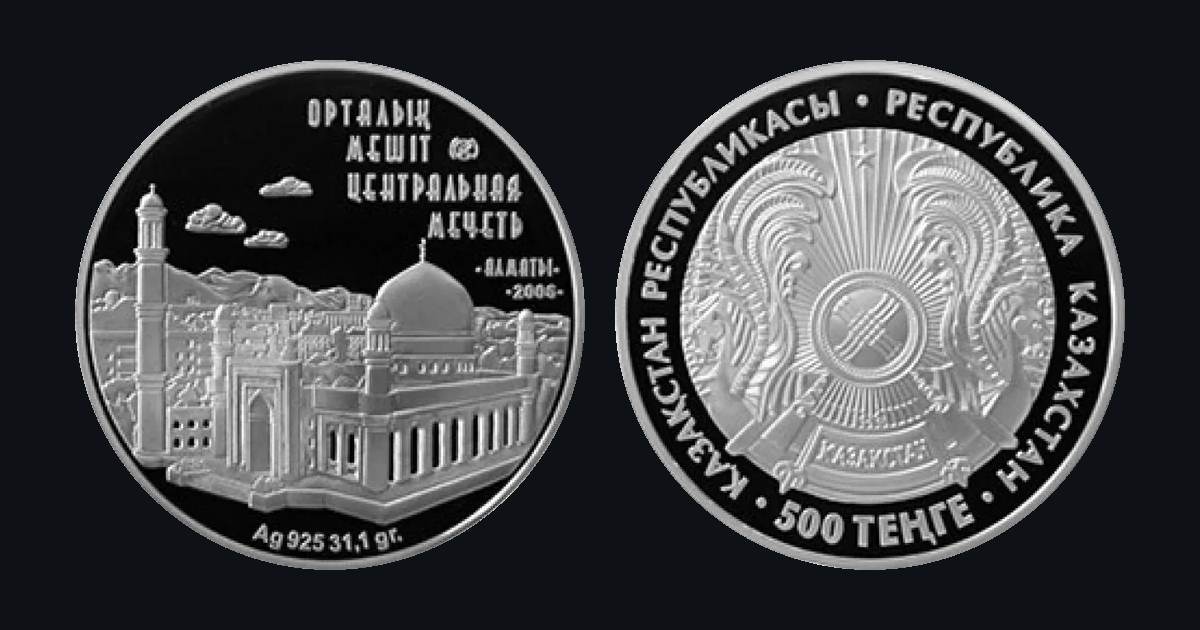 ОРТАЛЫҚ
МЕШІТ
ЦЕНТРАЛЬНАЯ
МЕЧЕТЬ
·АЛМАТЫ·
·2006·
Ag 925 31,1 gr.
ҚАЗАҚСТАН РЕСПУБЛИКАСЫ • РЕСПУБЛИКА КАЗАХСТАН
ҚАЗАҚСТАН
• 500 ТЕҢГЕ •